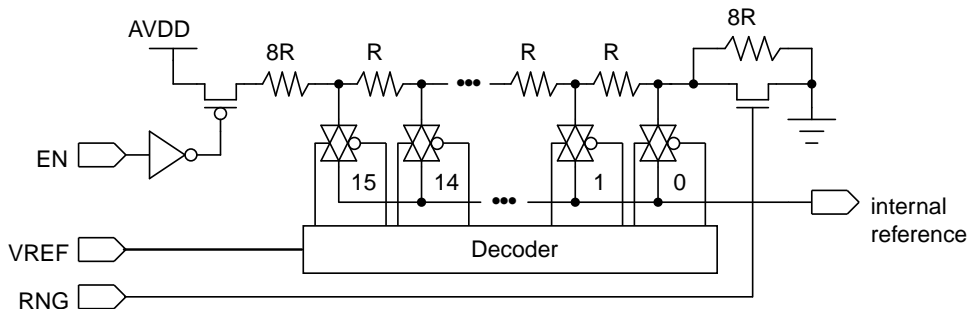 8R
AVDD
8R
R
R
R
EN
15
14
1
0
internal
reference
VREF
Decoder
RNG